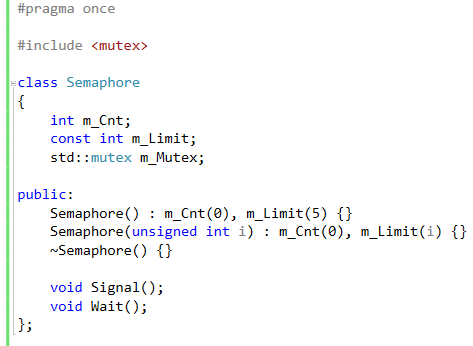 #pragma once
#include <mutex>
class Semaphore
{
int m_Cnt;
const int m_Limit;
std::mutex m_Mutex;
public:
Semaphore() : m_Cnt(0), m_Limit(5) {}
Semaphore(unsigned int i) : m_Cnt(0), m_Limit(i) {}
~Semaphore() {}
void Signal();
void Wait();
};